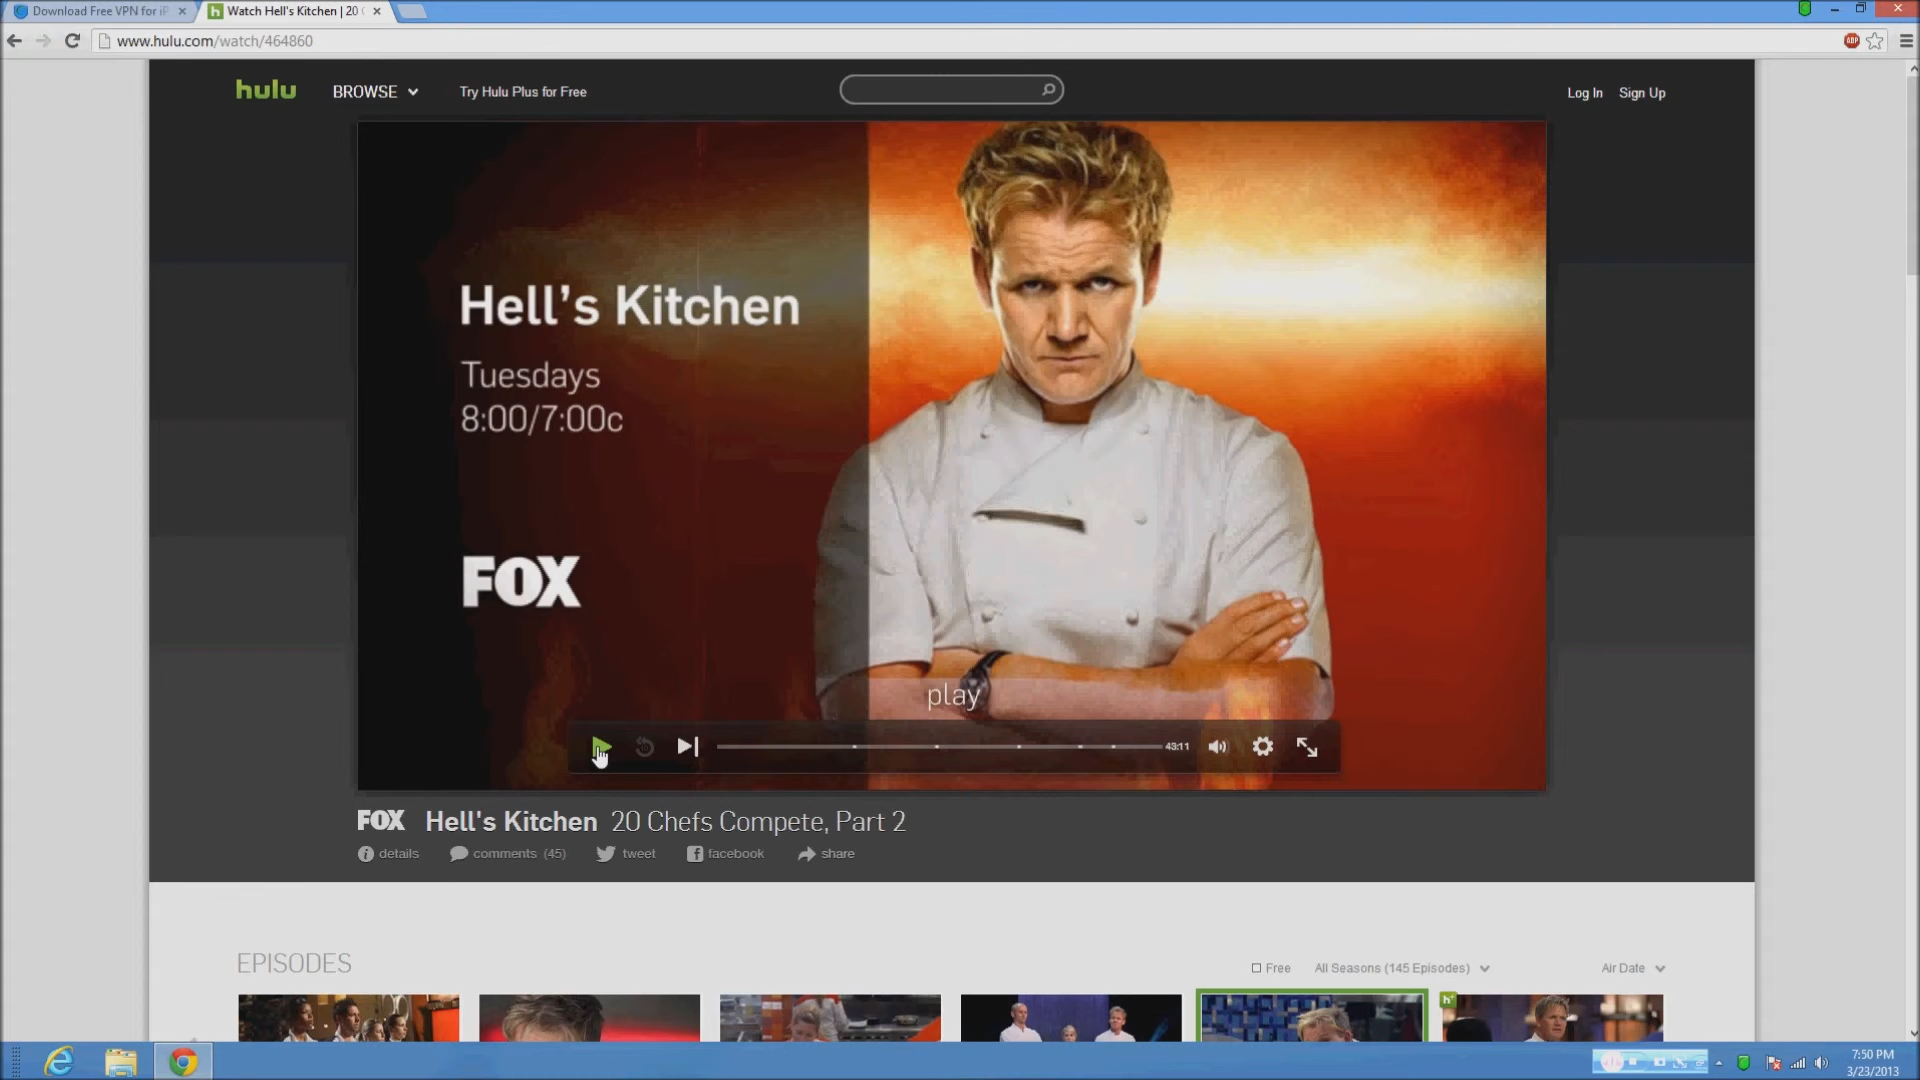 Download Free VPN for iP
Watch Hell's Kitchen | 20
www.hulu.com/watch/464860
hulu
BROWSE
Try Hulu Plus for Free
Log In
Sign Up
Hell's Kitchen
Tuesdays
8:00/7:00c
FOX
play
10
43:11
FOX Hell's Kitchen 20 Chefs Compete, Part 2
details
comments (45)
tweet
facebook
share
EPISODES
Free
All Seasons (145 Episodes)
Air Date
h+
7:50 PM
3/23/2013